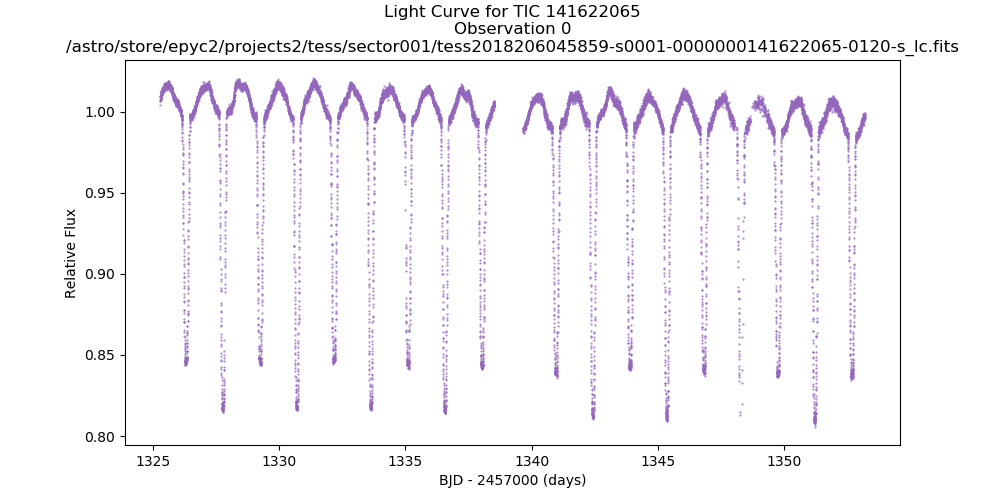 Light Curve for TIC 141622065
Observation 0
/astro/store/epyc2/projects2/tess/sector001/tess2018206045859-s0001-0000000141622065-0120-s_lc.fits
1.00
0.95
0.90
0.85
0.80
Relative Flux
1325 1330 1335 1340 1345 1350
BJD - 2457000 (days)